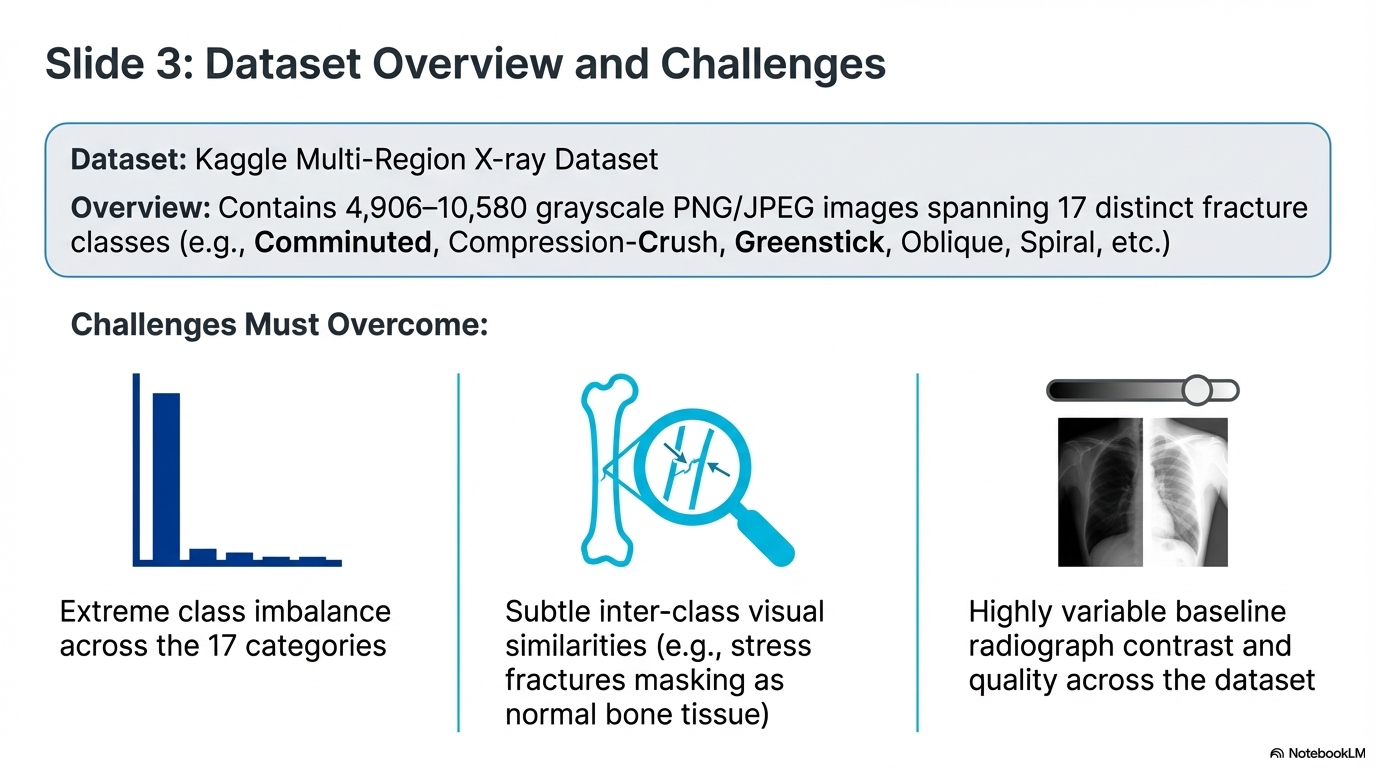 Slide 3: Dataset Overview and Challenges
Dataset: Kaggle Multi-Region X-ray Dataset
Overview: Contains 4,906–10,580 grayscale PNG/JPEG images spanning 17 distinct fracture
classes (e.g., Comminuted, Compression-Crush, Greenstick, Oblique, Spiral, etc.)
Challenges Must Overcome:
Extreme class imbalance
across the 17 categories
Subtle inter-class visual
similarities (e.g., stress
fractures masking as
normal bone tissue)
Highly variable baseline
radiograph contrast and
quality across the dataset
NotebookLM